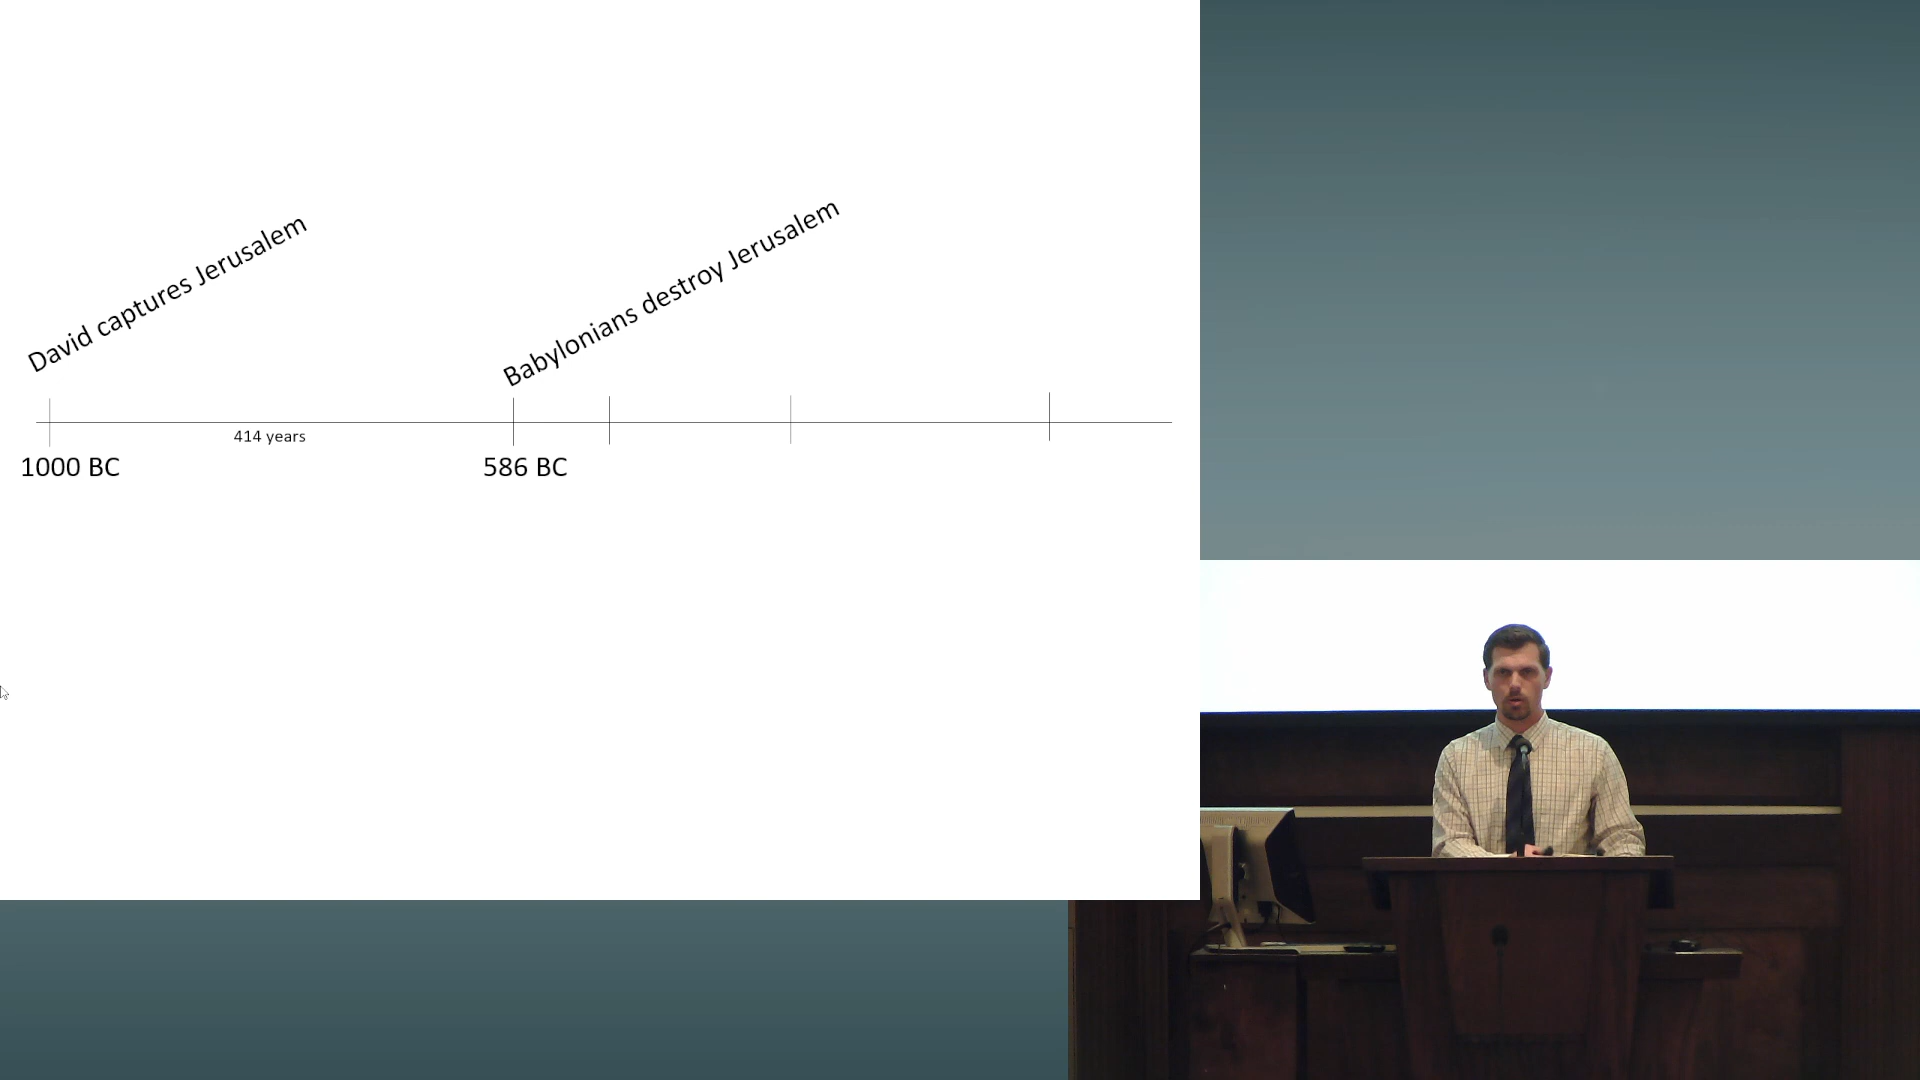 David captures Jerusalem
Babylonians destroy Jerusalem
414 years
1000 BC
586 BC